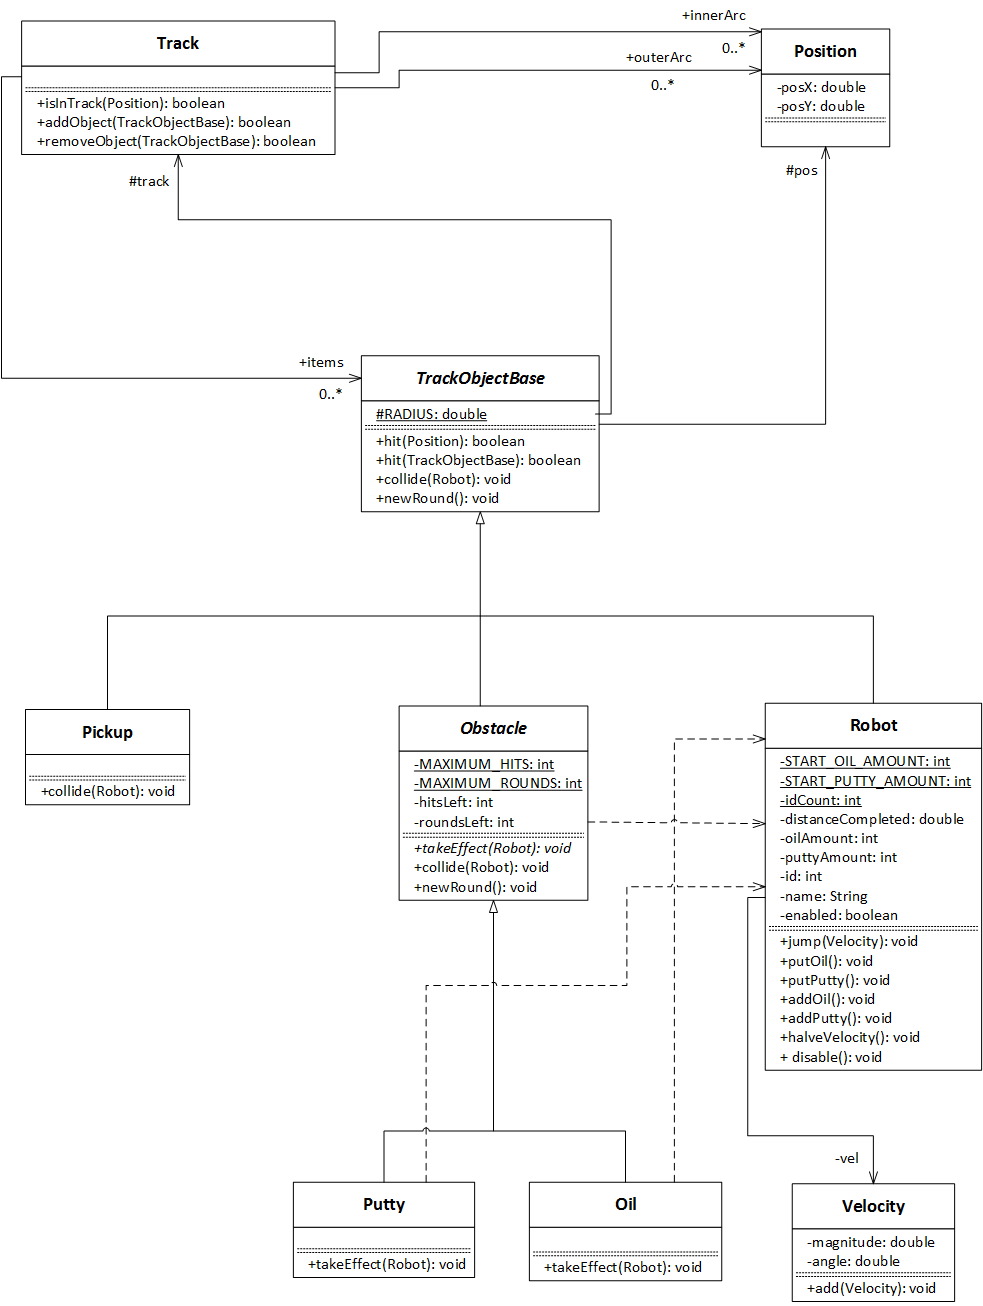 Track
+isInTrack(Position): boolean
+addObject(TrackObjectBase): boolean
+removeObject(TrackObjectBase): boolean
+innerArc
0..*
+outerArc
0..*
Position
-posX: double
-posY: double
#track
#pos
+items
0..*
TrackObjectBase
#RADIUS: double
+hit(Position): boolean
+hit(TrackObjectBase): boolean
+collide(Robot): void
+newRound(): void
Pickup
+collide(Robot): void
Obstacle
-MAXIMUM_HITS: int
-MAXIMUM_ROUNDS: int
-hitsLeft: int
-roundsLeft: int
+takeEffect(Robot): void
+collide(Robot): void
+newRound(): void
Robot
-START_OIL_AMOUNT: int
-START_PUTTY_AMOUNT: int
-idCount: int
-distanceCompleted: double
-oilAmount: int
-puttyAmount: int
-id: int
-name: String
-enabled: boolean
+jump(Velocity): void
+putOil(): void
+putPutty(): void
+addOil(): void
+addPutty(): void
+halveVelocity(): void
+ disable(): void
-vel
Putty
+takeEffect(Robot): void
Oil
+takeEffect(Robot): void
Velocity
-magnitude: double
-angle: double
+add(Velocity): void